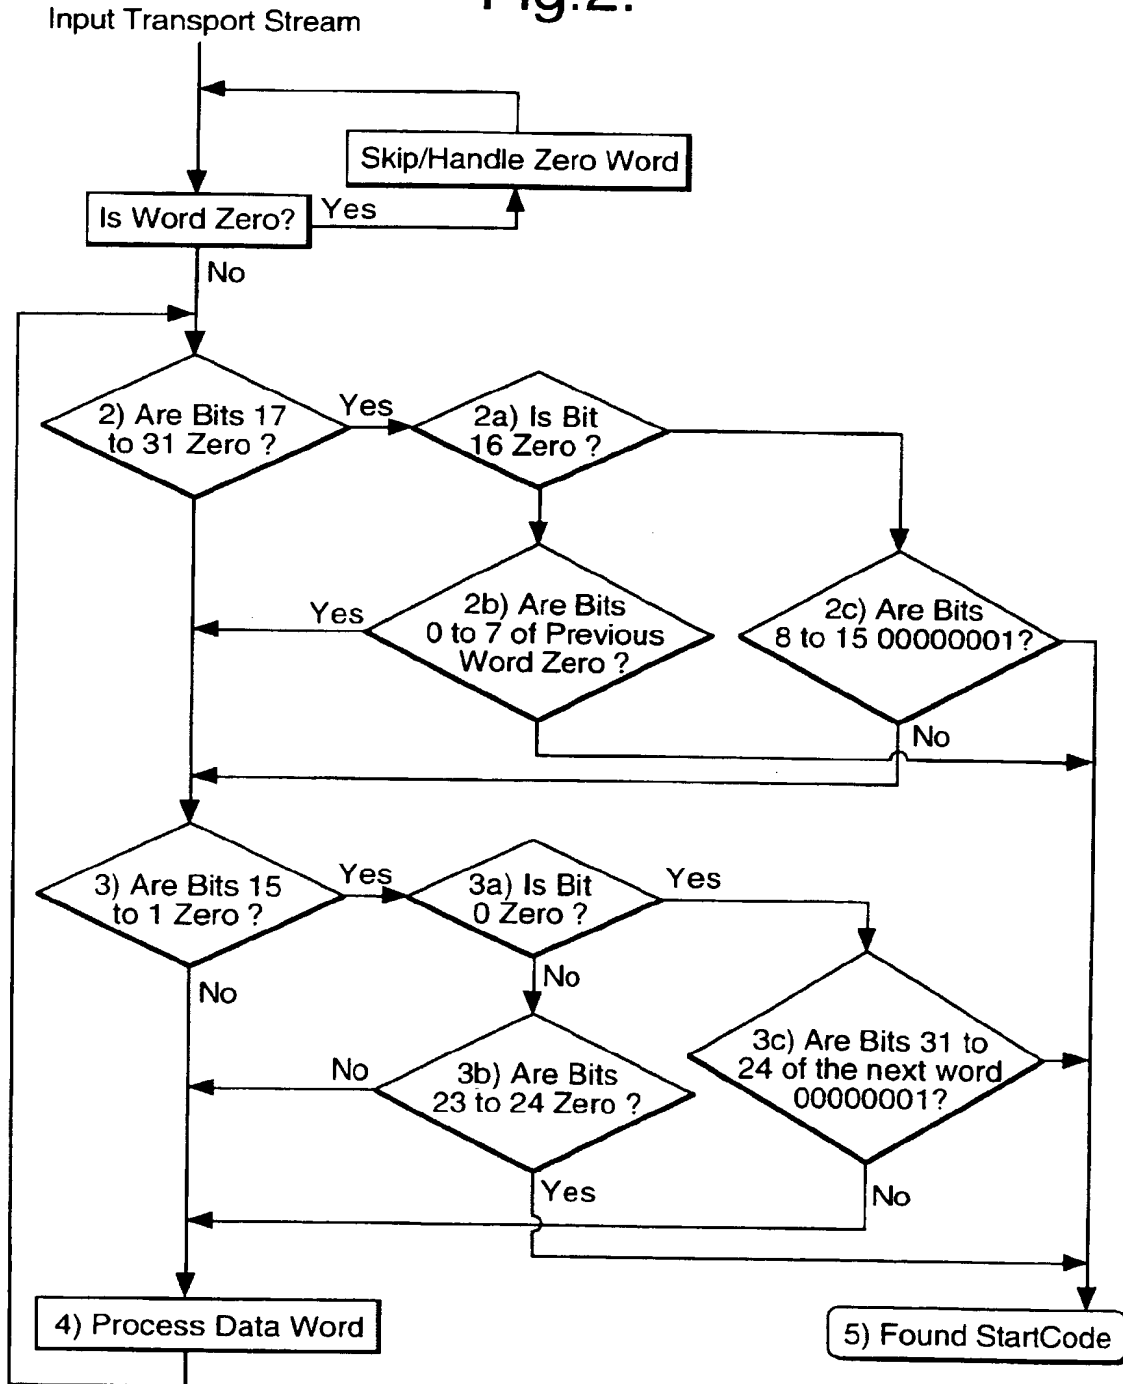 Fig.2.
Input Transport Stream
Skip/Handle Zero Word
Is Word Zero?
Yes
No
2) Are Bits 17
to 31 Zero ?
Yes
2a) Is Bit
16 Zero ?
2b) Are Bits
0 to 7 of Previous
Word Zero ?
Yes
2c) Are Bits
8 to 15 00000001?
No
3) Are Bits 15
to 1 Zero ?
Yes
3a) Is Bit
0 Zero ?
Yes
No
No
3b) Are Bits
23 to 24 Zero ?
No
3c) Are Bits 31 to
24 of the next word
00000001?
Yes
No
4) Process Data Word
5) Found StartCode